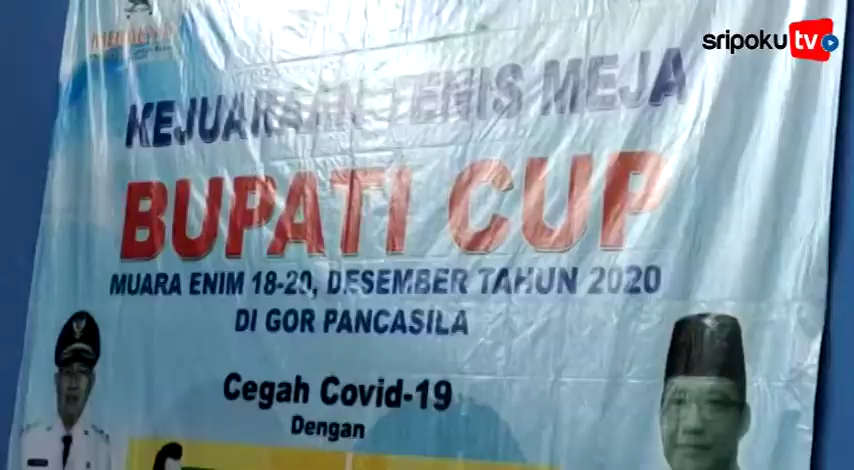 sripoku tv
KEJUARAAN TENIS MEJA
BUPATI CUP
MUARA ENIM 18-20, DESEMBER TAHUN 2020
DI GOR PANCASILA
Cegah Covid-19
Dengan